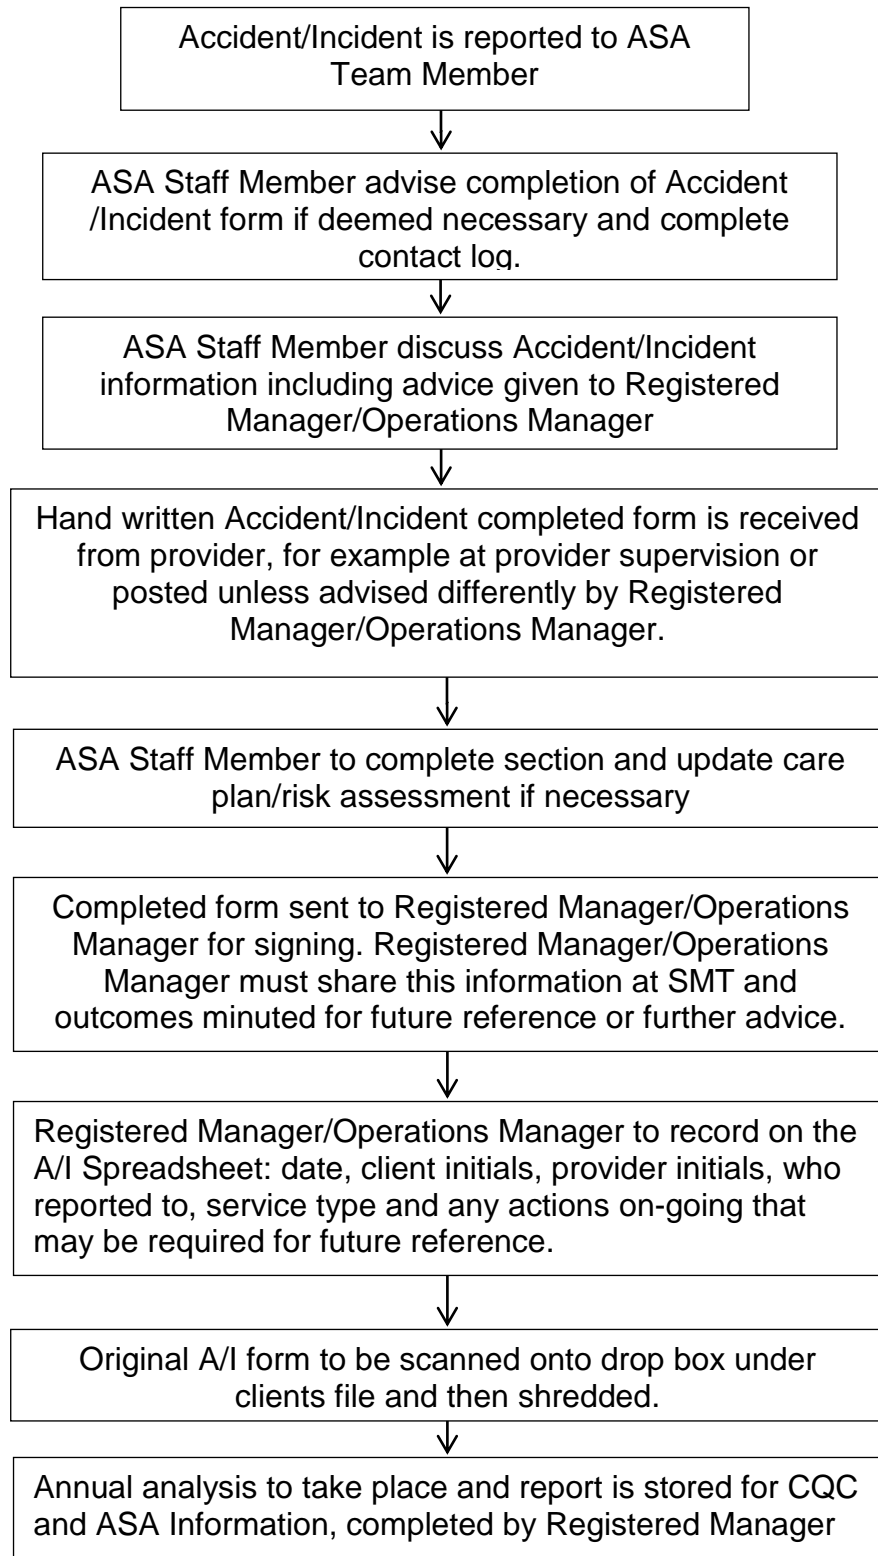 Accident/Incident is reported to ASA
Team Member
ASA Staff Member advise completion of Accident
/Incident form if deemed necessary and complete
contact log.
ASA Staff Member discuss Accident/Incident
information including advice given to Registered
Manager/Operations Manager
Hand written Accident/Incident completed form is received
from provider, for example at provider supervision or
posted unless advised differently by Registered
Manager/Operations Manager.
ASA Staff Member to complete section and update care
plan/risk assessment if necessary
Completed form sent to Registered Manager/Operations
Manager for signing. Registered Manager/Operations
Manager must share this information at SMT and
outcomes minuted for future reference or further advice.
Registered Manager/Operations Manager to record on the
A/I Spreadsheet: date, client initials, provider initials, who
reported to, service type and any actions on-going that
may be required for future reference.
Original A/I form to be scanned onto drop box under
clients file and then shredded.
Annual analysis to take place and report is stored for CQC
and ASA Information, completed by Registered Manager